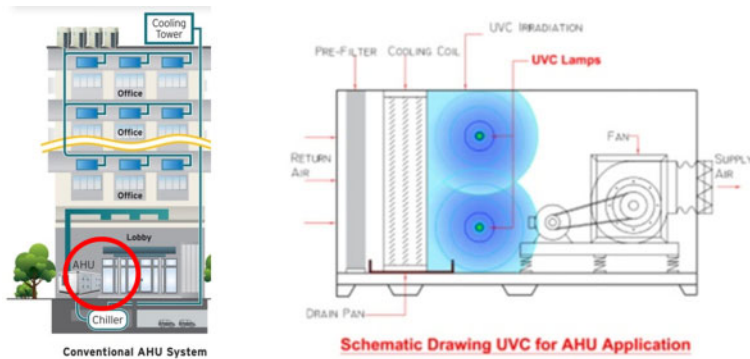 Cooling
Tower
Office
Office
Office
Lobby
AHU
Chiller
Conventional AHU System
UVC IRRADIATION
PRE-FILTER
COOLING COIL
UVC Lamps
FAN
RETURN
AIR
SUPPLY
AIR
DRAIN PAN
Schematic Drawing UVC for AHU Application